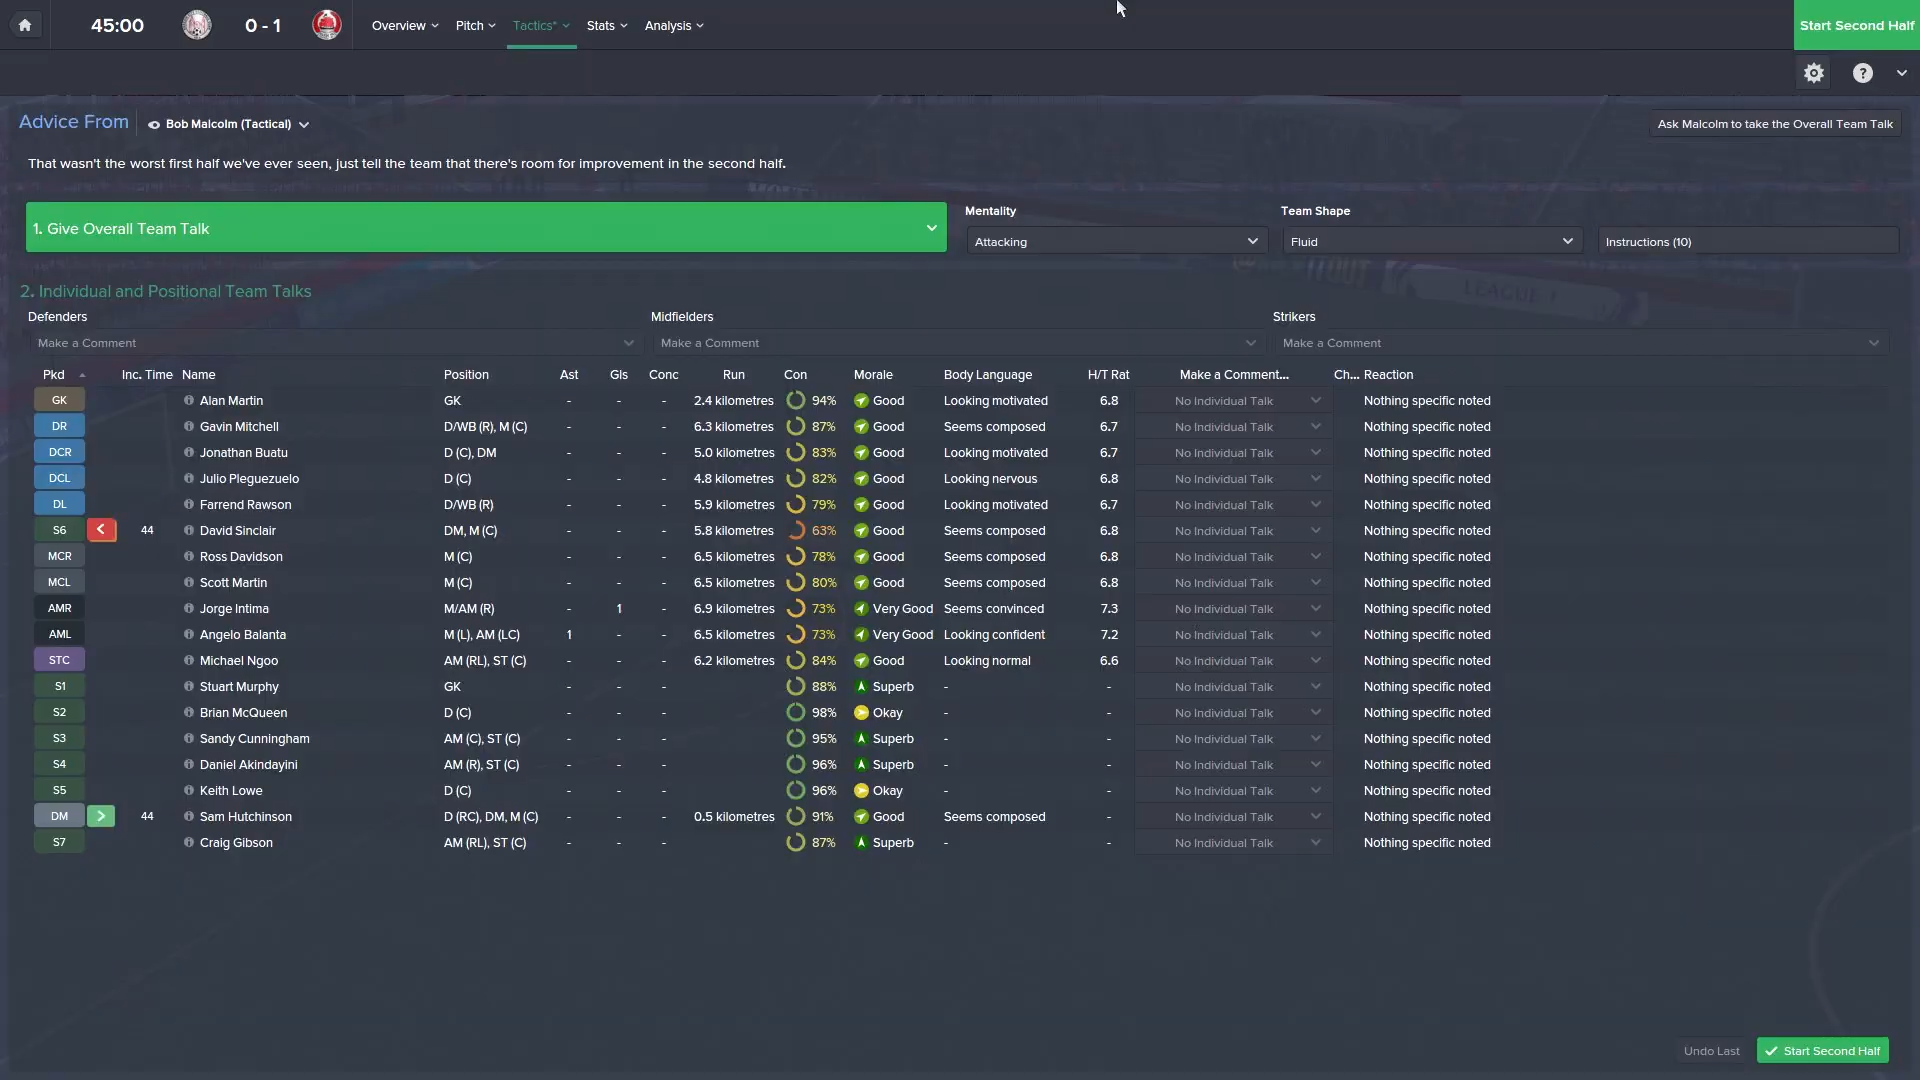 45:00 0 - 1 Overview Pitch Tactics* Stats Analysis Start Second Half
?
Advice From Bob Malcolm (Tactical) Ask Malcolm to take the Overall Team Talk
That wasn't the worst first half we've ever seen, just tell the team that there's room for improvement in the second half.
Mentality Team Shape
1. Give Overall Team Talk Attacking Fluid Instructions (10)
2. Individual and Positional Team Talks
Defenders Midfielders Strikers
Make a Comment Make a Comment Make a Comment
Pkd Inc. Time Name Position Ast Gls Conc Run Con Morale Body Language H/T Rat Make a Comment... Ch... Reaction
GK Alan Martin GK - - - 2.4 kilometres 94% Good Looking motivated 6.8 No Individual Talk Nothing specific noted
DR Gavin Mitchell D/WB (R), M (C) - - - 6.3 kilometres 87% Good Seems composed 6.7 No Individual Talk Nothing specific noted
DCR Jonathan Buatu D (C), DM - - - 5.0 kilometres 83% Good Looking motivated 6.7 No Individual Talk Nothing specific noted
DCL Julio Pleguezuelo D (C) - - - 4.8 kilometres 82% Good Looking nervous 6.8 No Individual Talk Nothing specific noted
DL Farrend Rawson D/WB (R) - - - 5.9 kilometres 79% Good Looking motivated 6.7 No Individual Talk Nothing specific noted
S6 44 David Sinclair DM, M (C) - - - 5.8 kilometres 63% Good Seems composed 6.8 No Individual Talk Nothing specific noted
MCR Ross Davidson M (C) - - - 6.5 kilometres 78% Good Seems composed 6.8 No Individual Talk Nothing specific noted
MCL Scott Martin M (C) - - - 6.5 kilometres 80% Good Seems composed 6.8 No Individual Talk Nothing specific noted
AMR Jorge Intima M/AM (R) - 1 - 6.9 kilometres 73% Very Good Seems convinced 7.3 No Individual Talk Nothing specific noted
AML Angelo Balanta M (L), AM (LC) 1 - - 6.5 kilometres 73% Very Good Looking confident 7.2 No Individual Talk Nothing specific noted
STC Michael Ngoo AM (RL), ST (C) - - - 6.2 kilometres 84% Good Looking normal 6.6 No Individual Talk Nothing specific noted
S1 Stuart Murphy GK - - - 88% Superb - - No Individual Talk Nothing specific noted
S2 Brian McQueen D (C) - - - 98% Okay - - No Individual Talk Nothing specific noted
S3 Sandy Cunningham AM (C), ST (C) - - - 95% Superb - - No Individual Talk Nothing specific noted
S4 Daniel Akindayini AM (R), ST (C) - - - 96% Superb - - No Individual Talk Nothing specific noted
S5 Keith Lowe D (C) - - - 96% Okay - - No Individual Talk Nothing specific noted
DM 44 Sam Hutchinson D (RC), DM, M (C) - - - 0.5 kilometres 91% Good Seems composed - No Individual Talk Nothing specific noted
S7 Craig Gibson AM (RL), ST (C) - - - 87% Superb - - No Individual Talk Nothing specific noted
Undo Last Start Second Half